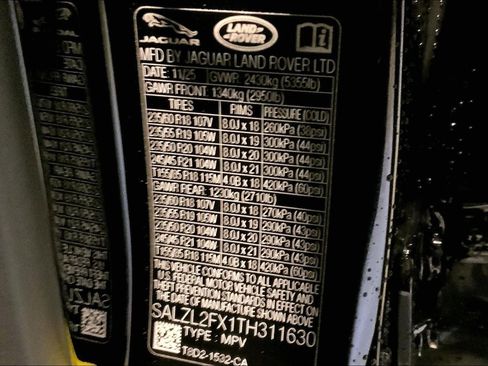 JAGUAR LAND ROVER
MFD BY JAGUAR LAND ROVER LTD
DATE: 11/25 GVWR: 2430kg (5355lb)
GAWR FRONT: 1340kg (2950lb)
TIRES RIMS PRESSURE (COLD)
235/60 R18 107V 8.0J x 18 260kPa (38psi)
235/55 R19 105W 8.0J x 19 300kPa (44psi)
235/50 R20 104W 8.0J x 20 300kPa (44psi)
245/45 R21 104W 8.0J x 21 300kPa (44psi)
T155/85 R18 115M 4.0B x 18 420kPa (60psi)
GAWR REAR: 1230kg (2710lb)
235/60 R18 107V 8.0J x 18 270kPa (40psi)
235/55 R19 105W 8.0J x 19 290kPa (43psi)
235/50 R20 104W 8.0J x 20 290kPa (43psi)
245/45 R21 104W 8.0J x 21 290kPa (43psi)
T155/85 R18 115M 4.0B x 18 420kPa (60psi)
THIS VEHICLE CONFORMS TO ALL APPLICABLE
U.S. FEDERAL MOTOR VEHICLE SAFETY AND
THEFT PREVENTION STANDARDS IN EFFECT ON
THE DATE OF MANUFACTURE SHOWN ABOVE
SALZL2FX1TH311630
TYPE: MPV
T8D2-1532-CA